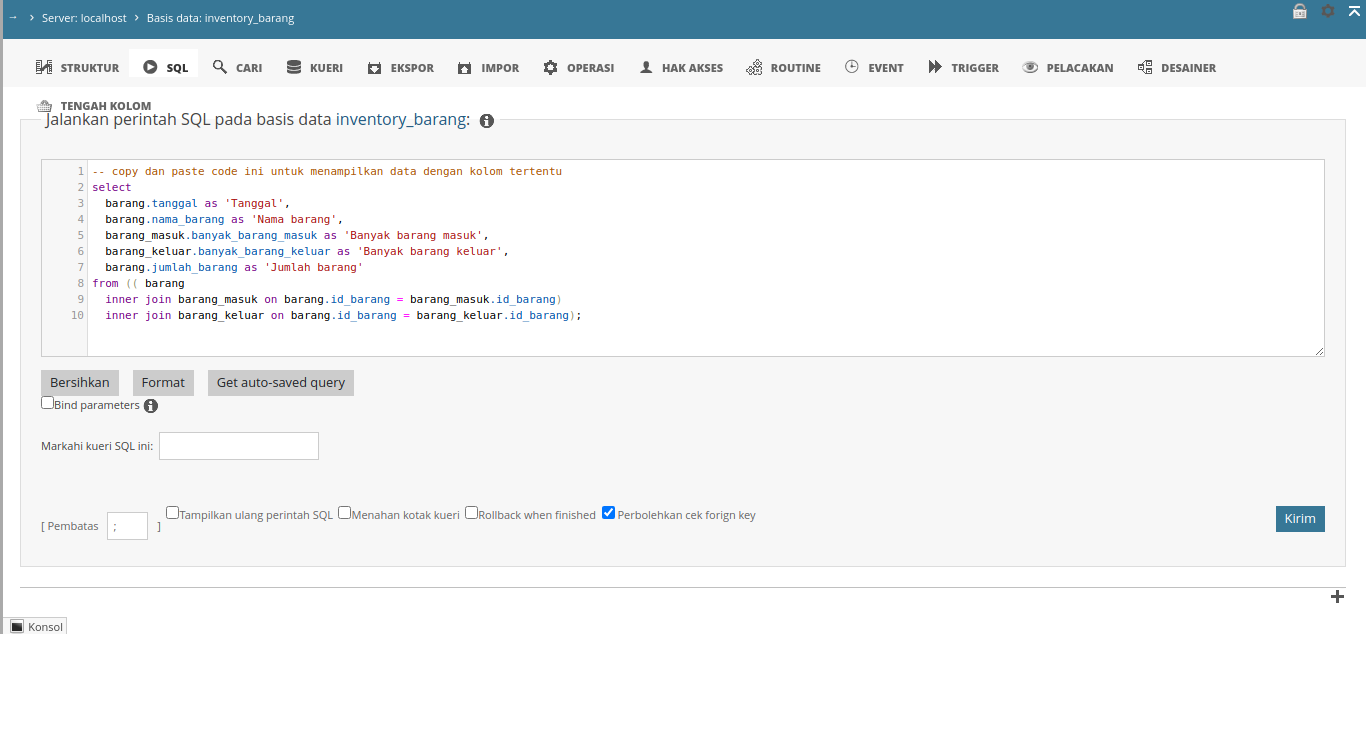 → › Server: localhost › Basis data: inventory_barang
STRUKTUR SQL CARI KUERI EKSPOR IMPOR OPERASI HAK AKSES ROUTINE EVENT TRIGGER PELACAKAN DESAINER
TENGAH KOLOM
Jalankan perintah SQL pada basis data inventory_barang:
1 -- copy dan paste code ini untuk menampilkan data dengan kolom tertentu
2 select
3 barang.tanggal as 'Tanggal',
4 barang.nama_barang as 'Nama barang',
5 barang_masuk.banyak_barang_masuk as 'Banyak barang masuk',
6 barang_keluar.banyak_barang_keluar as 'Banyak barang keluar',
7 barang.jumlah_barang as 'Jumlah barang'
8 from (( barang
9 inner join barang_masuk on barang.id_barang = barang_masuk.id_barang)
10 inner join barang_keluar on barang.id_barang = barang_keluar.id_barang);
Bersihkan Format Get auto-saved query
Bind parameters
Markahi kueri SQL ini:
[ Pembatas ; ] Tampilkan ulang perintah SQL Menahan kotak kueri Rollback when finished Perbolehkan cek forign key Kirim
Konsol